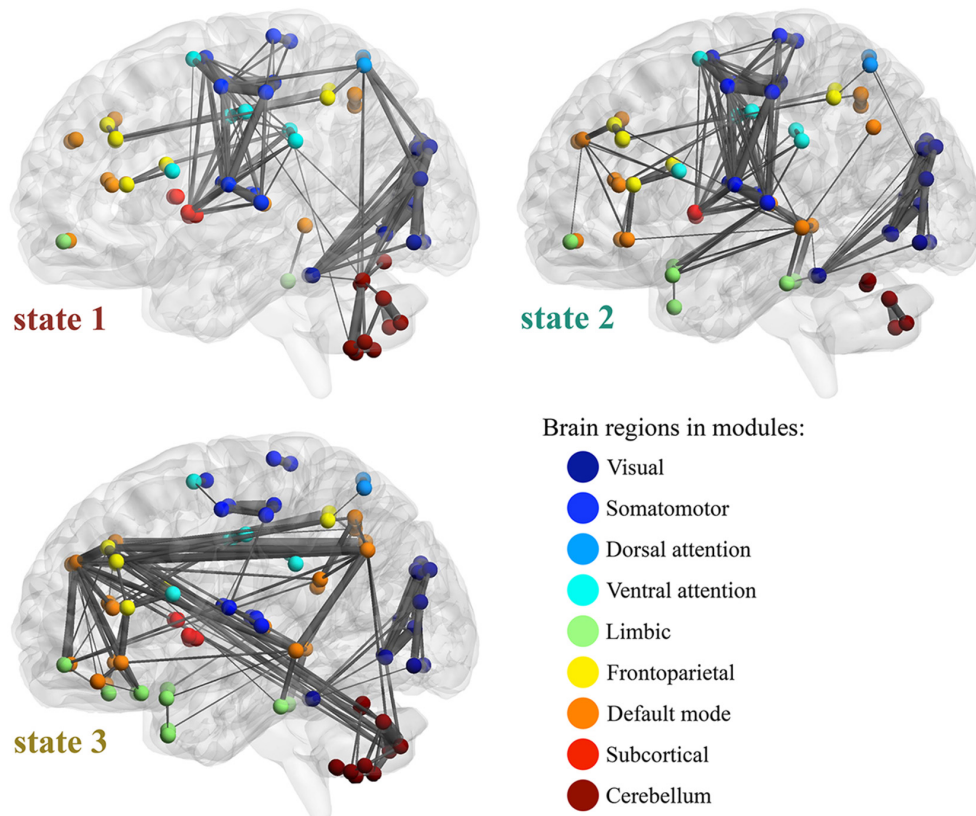 state 1
state 2
state 3
Brain regions in modules:
Visual
Somatomotor
Dorsal attention
Ventral attention
Limbic
Frontoparietal
Default mode
Subcortical
Cerebellum